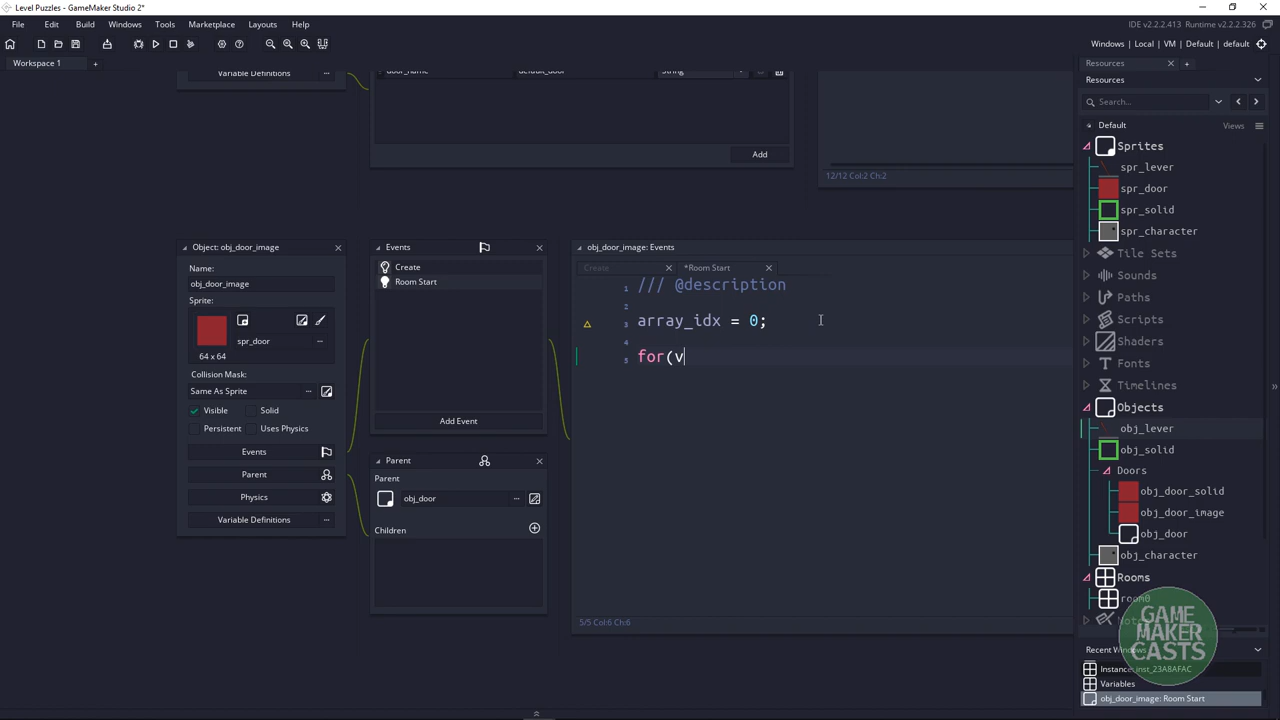 Level Puzzles - GameMaker Studio 2*
File Edit Build Windows Tools Marketplace Layouts Help
IDE v2.2.2.413 Runtime v2.2.2.326
Windows | Local | VM | Default | default
Workspace 1
Resources
Resources
Search...
Default
Views
Sprites
spr_lever
spr_door
spr_solid
spr_character
Tile Sets
Sounds
Paths
Scripts
Shaders
Fonts
Timelines
Objects
obj_lever
obj_solid
Doors
obj_door_solid
obj_door_image
obj_door
obj_character
Rooms
room0
Variable Definitions
door_name default_door string
Add
12/12 Col:2 Ch:2
Object: obj_door_image
Name:
obj_door_image
Sprite:
spr_door
64 x 64
Collision Mask:
Same As Sprite
Visible Solid
Persistent Uses Physics
Events
Parent
Physics
Variable Definitions
Events
Create
Room Start
Add Event
Parent
Parent
obj_door
Children
obj_door_image: Events
Create *Room Start
1 /// @description
2
3 array_idx = 0;
4
5 for(v
5/5 Col:6 Ch:6
GAME
MAKER
CASTS
Recent Windows
Instance: inst_23A8AFAC
Variables
obj_door_image: Room Start